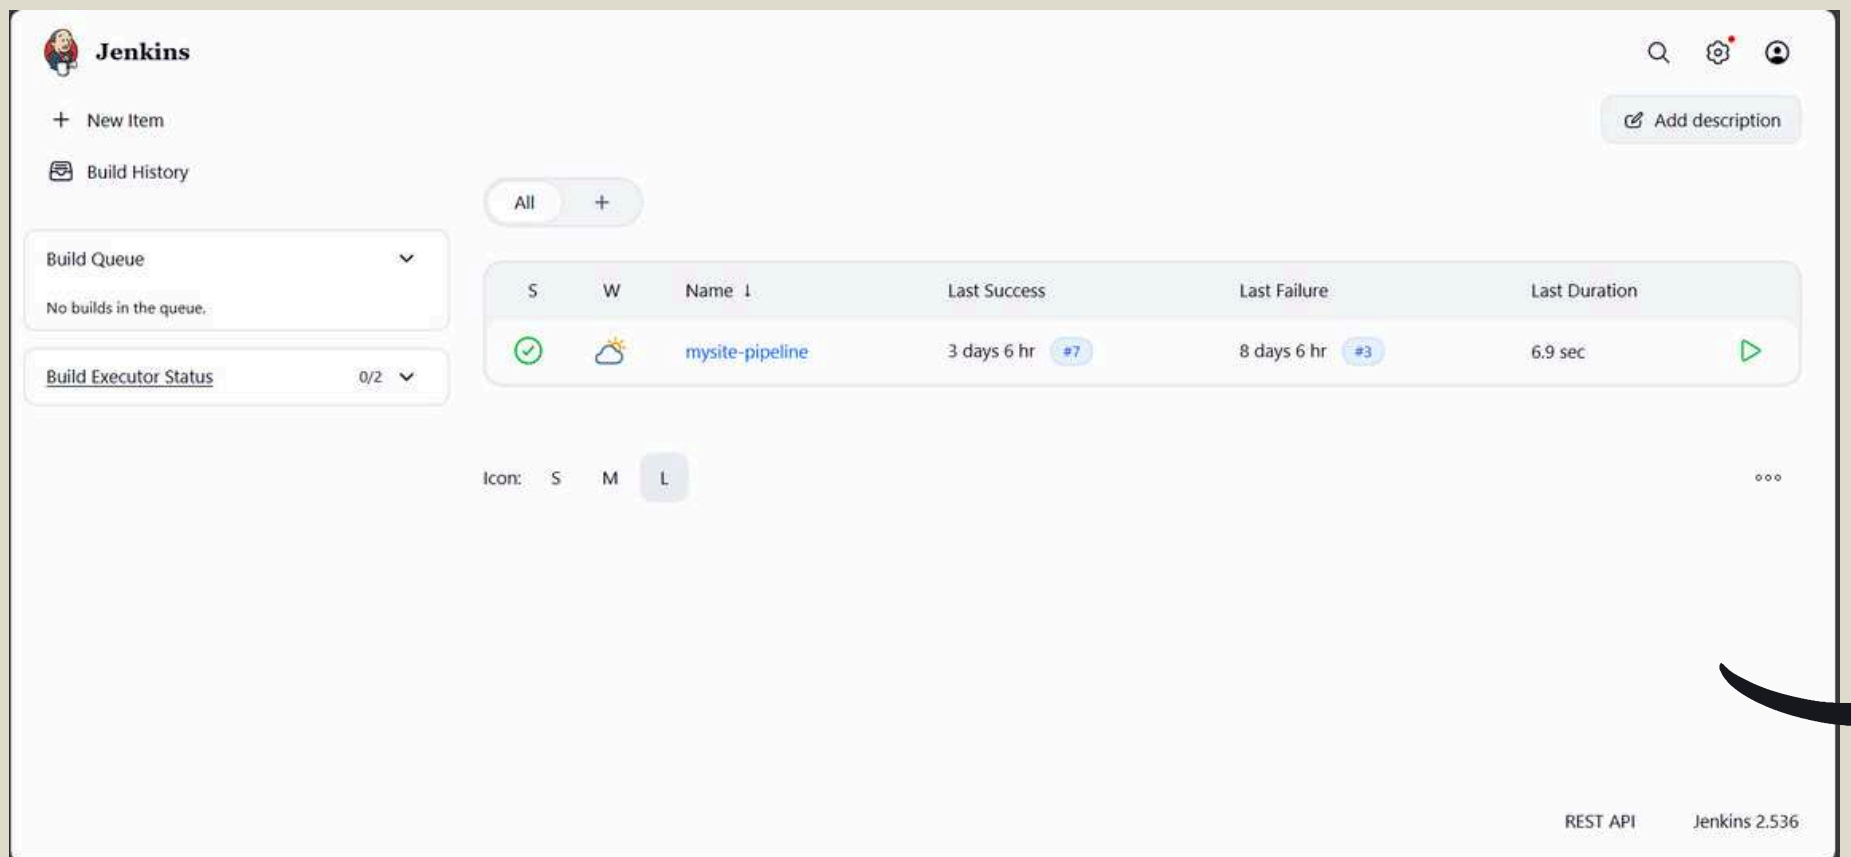 Jenkins
+ New Item
Build History
Add description
All +
Build Queue
No builds in the queue.
Build Executor Status 0/2
S W Name ↓ Last Success Last Failure Last Duration
mysite-pipeline 3 days 6 hr #7 8 days 6 hr #3 6.9 sec
Icon: S M L
REST API Jenkins 2.536